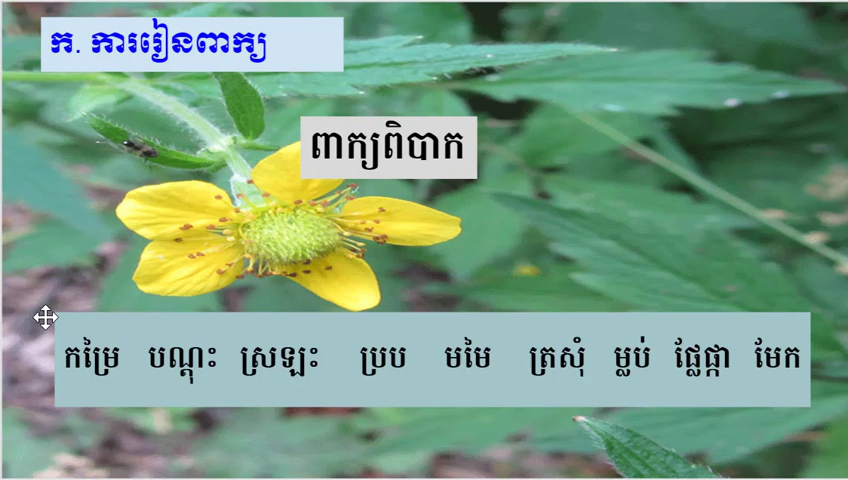 ក. ការរៀនពាក្យ
ពាក្យពិបាក
កម្រៃ បណ្ដុះ ស្រឡះ ប្រប មមៃ ត្រសុំ ម្លប់ ផ្លែផ្កា មែក